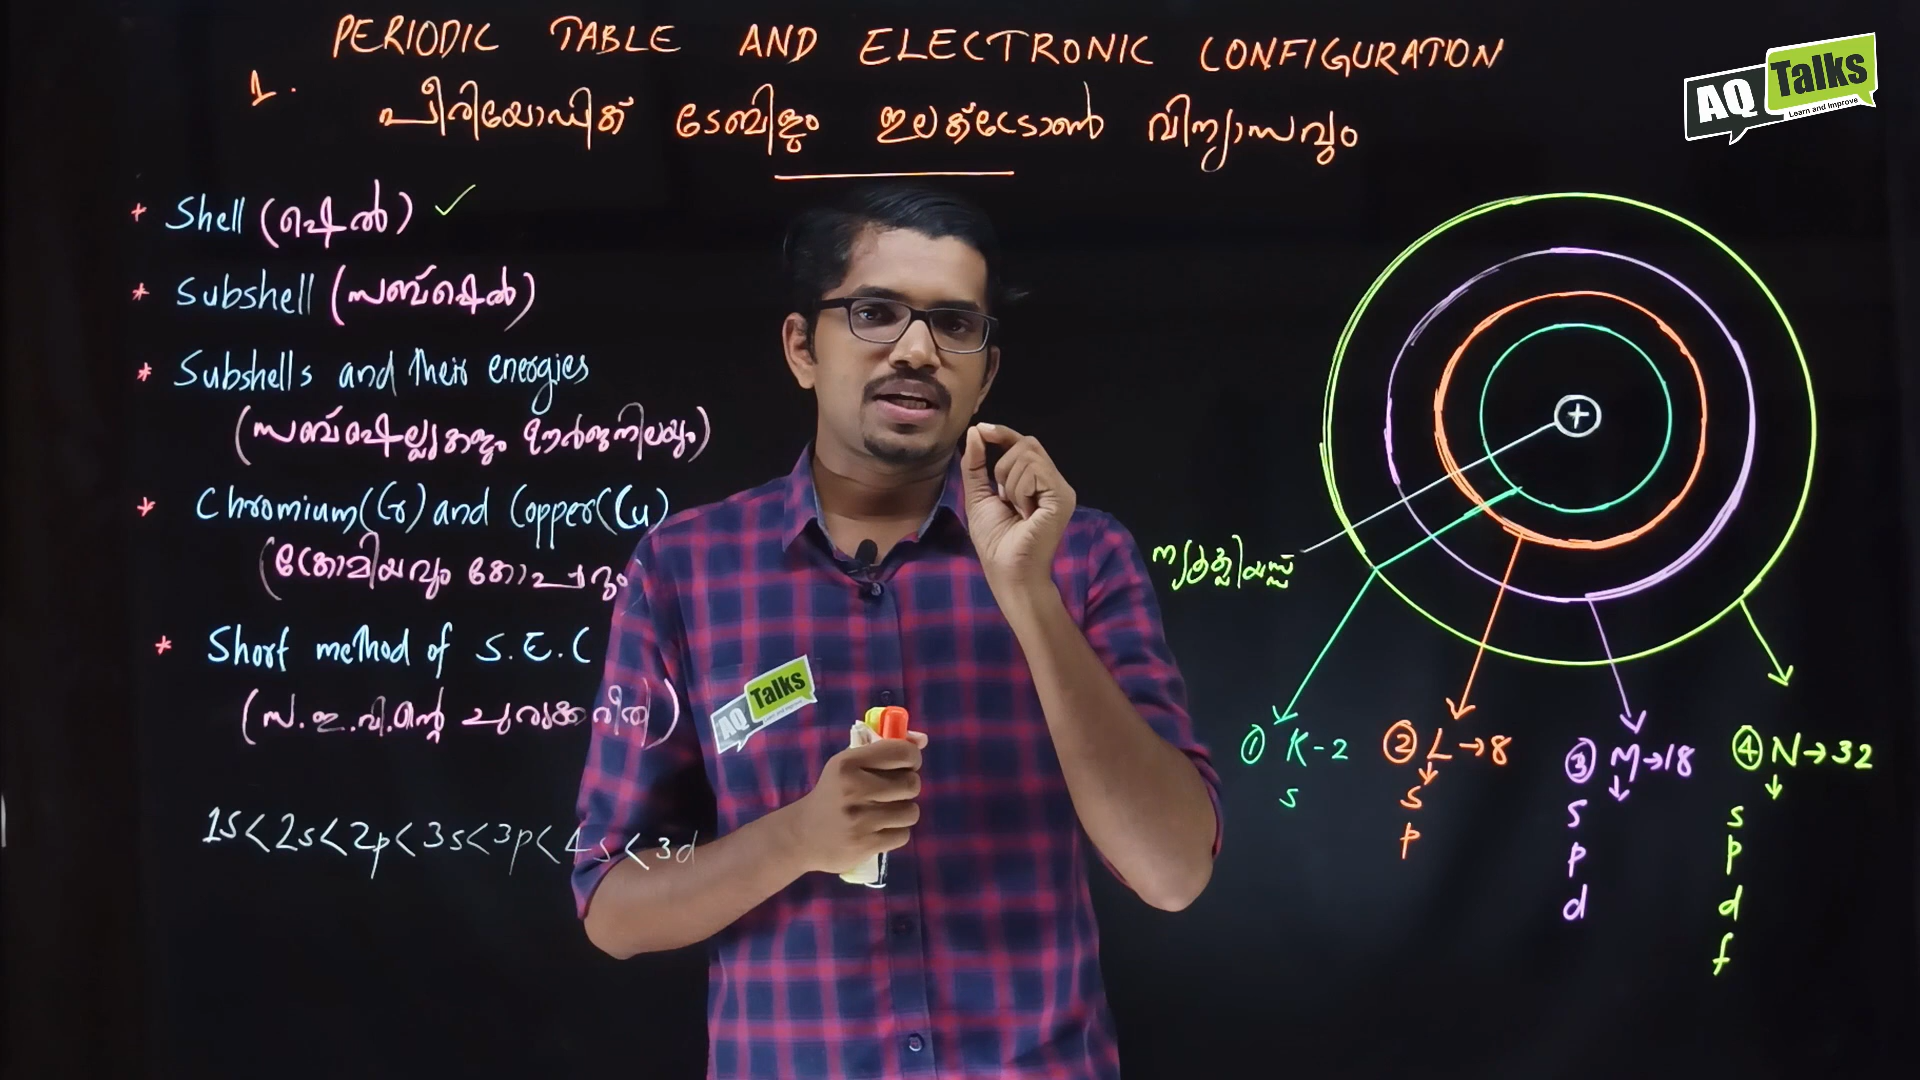 PERIODIC TABLE AND ELECTRONIC CONFIGURATION
1. പീരിയോഡിക് ടേബിളും ഇലക്ട്രോൺ വിന്യാസവും
AQ Talks
Learn and Improve
* Shell (ഷെൽ) ✓
* Subshell (സബ്ഷെൽ)
* Subshells and their energies
(സബ്ഷെല്ലുകളും ഊർജനിലയും)
* Chromium(Cr) and Copper(Cu)
(ക്രോമിയവും കോപ്പറും
* Short method of S.E.C
(സ.ഇ.വി.ന്റെ ചുരുക്കരീതി)
1s<2s<2p<3s<3p<4s<3d
+
ന്യൂക്ലിയസ്സ്
① K-2
s
② L→8
s
p
③ M→18
s
p
d
④ N→32
s
p
d
f
AQ Talks